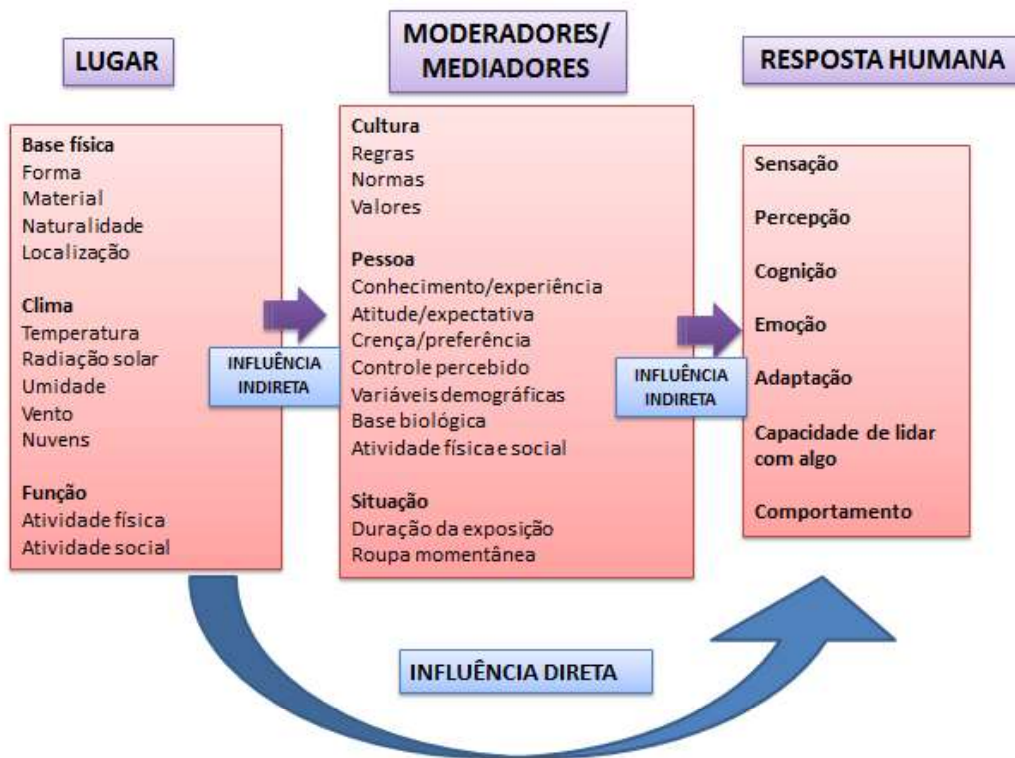 LUGAR
Base física
Forma
Material
Naturalidade
Localização
Clima
Temperatura
Radiação solar
Umidade
Vento
Nuvens
Função
Atividade física
Atividade social
INFLUÊNCIA
INDIRETA
MODERADORES/
MEDIADORES
Cultura
Regras
Normas
Valores
Pessoa
Conhecimento/experiência
Atitude/expectativa
Crença/preferência
Controle percebido
Variáveis demográficas
Base biológica
Atividade física e social
Situação
Duração da exposição
Roupa momentânea
INFLUÊNCIA
INDIRETA
RESPOSTA HUMANA
Sensação
Percepção
Cognição
Emoção
Adaptação
Capacidade de lidar
com algo
Comportamento
INFLUÊNCIA DIRETA